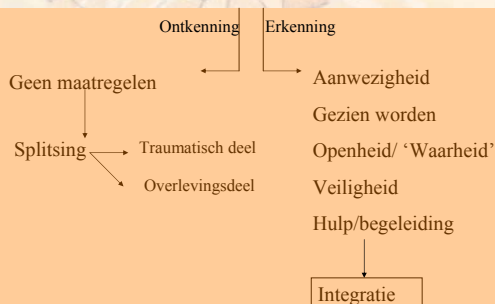 Ontkenning
Erkenning
Geen maatregelen
Splitsing
Traumatisch deel
Overlevingsdeel
Aanwezigheid
Gezien worden
Openheid/ ‘Waarheid’
Veiligheid
Hulp/begeleiding
Integratie